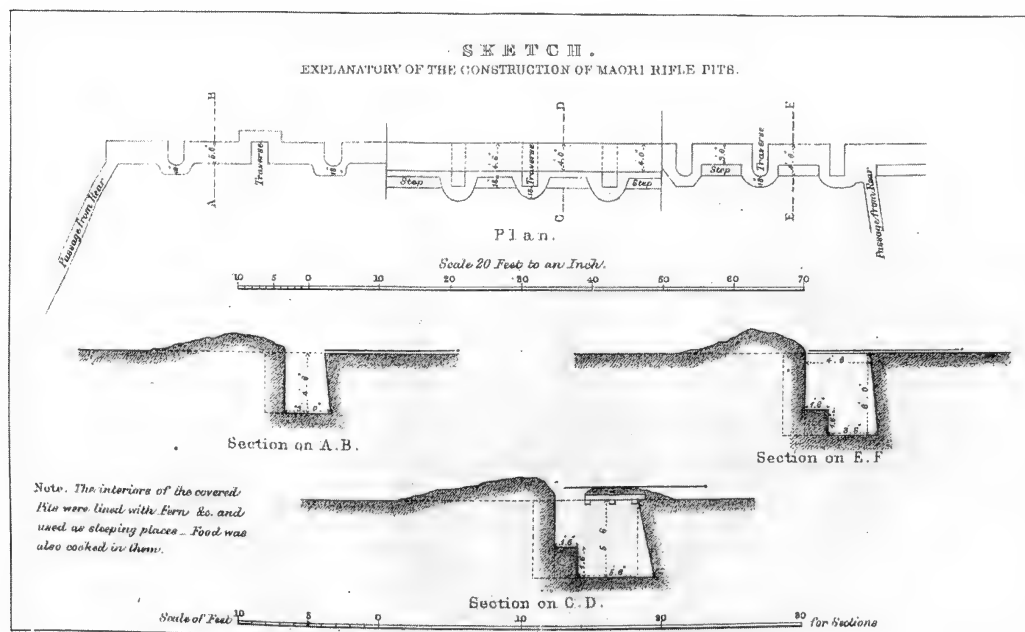 SKETCH.
EXPLANATORY OF THE CONSTRUCTION OF MAORI RIFLE PITS.
B
D
E
Passage from Rear
Traverse
Step
Traverse
Step
Step
Traverse
Passage from Rear
A
C
E
Plan.
Scale 20 Feet to an Inch.
10 5 0 10 20 30 40 50 60 70
4' 6"
Section on A.B.
4' 6"
Section on E.F
Note. The interiors of the covered
Pits were lined with Fern &c. and
used as sleeping places _ Food was
also cooked in them.
Section on C.D.
Scale of Feet 10 5 0 10 20 30 for Sections